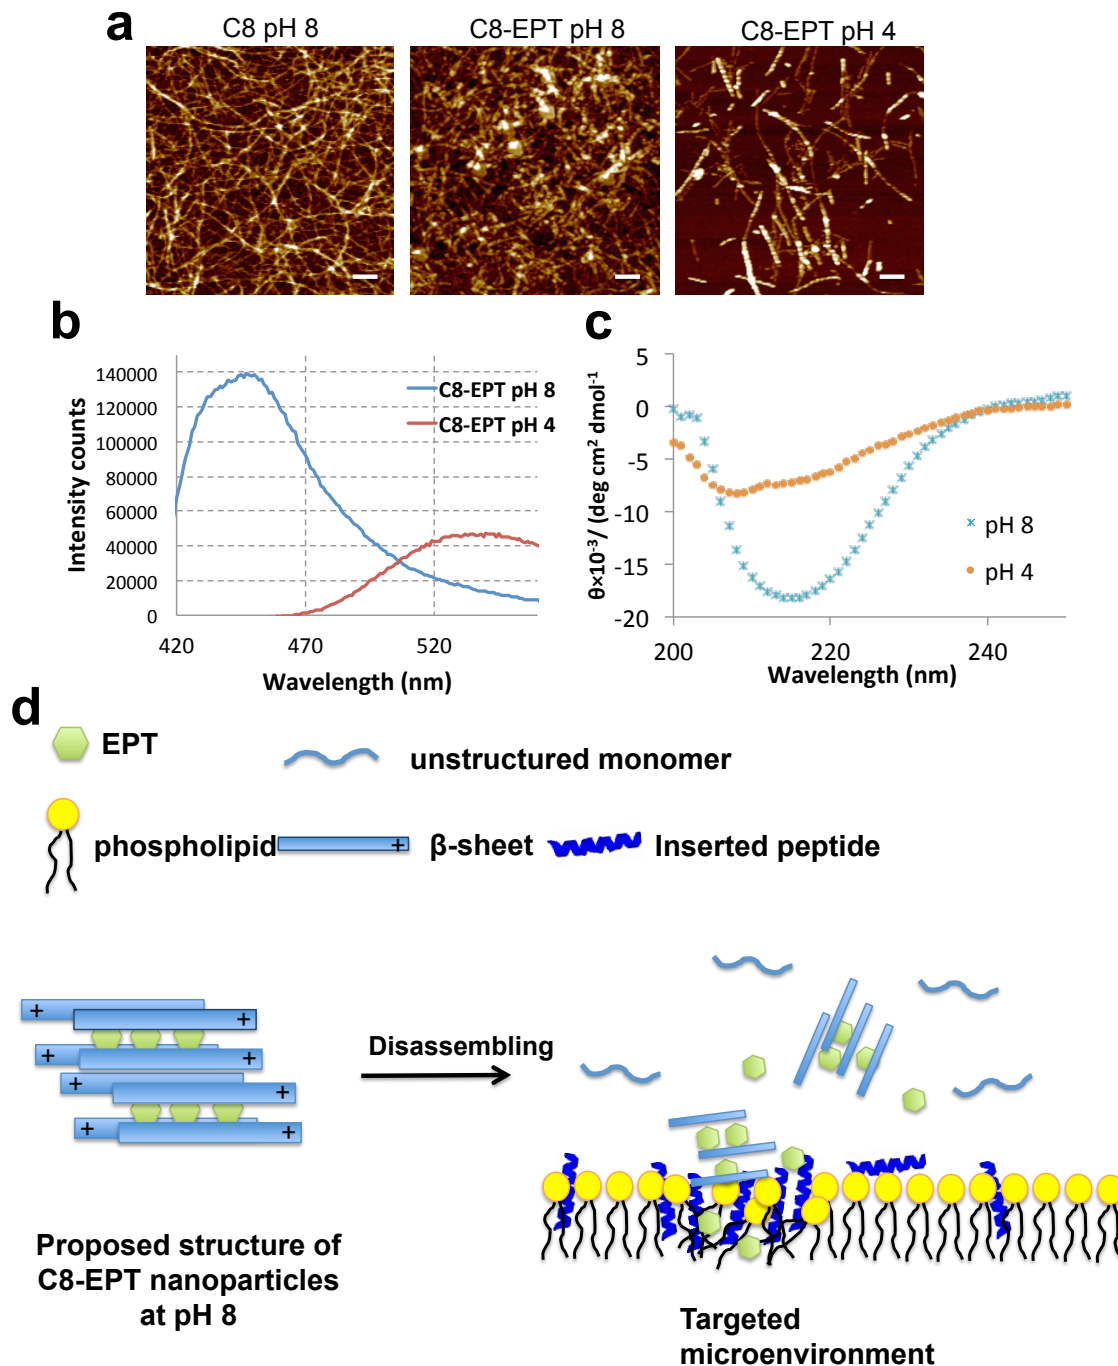 a
C8 pH 8
C8-EPT pH 8
C8-EPT pH 4
b
Intensity counts
140000
120000
100000
80000
60000
40000
20000
0
420
470
520
Wavelength (nm)
C8-EPT pH 8
C8-EPT pH 4
c
θ×10⁻³/ (deg cm² dmol⁻¹
5
0
-5
-10
-15
-20
200
220
240
Wavelength (nm)
pH 8
pH 4
d
EPT
unstructured monomer
phospholipid
+
β-sheet
Inserted peptide
+
+
+
+
+
+
+
+
Disassembling
Proposed structure of
C8-EPT nanoparticles
at pH 8
Targeted
microenvironment